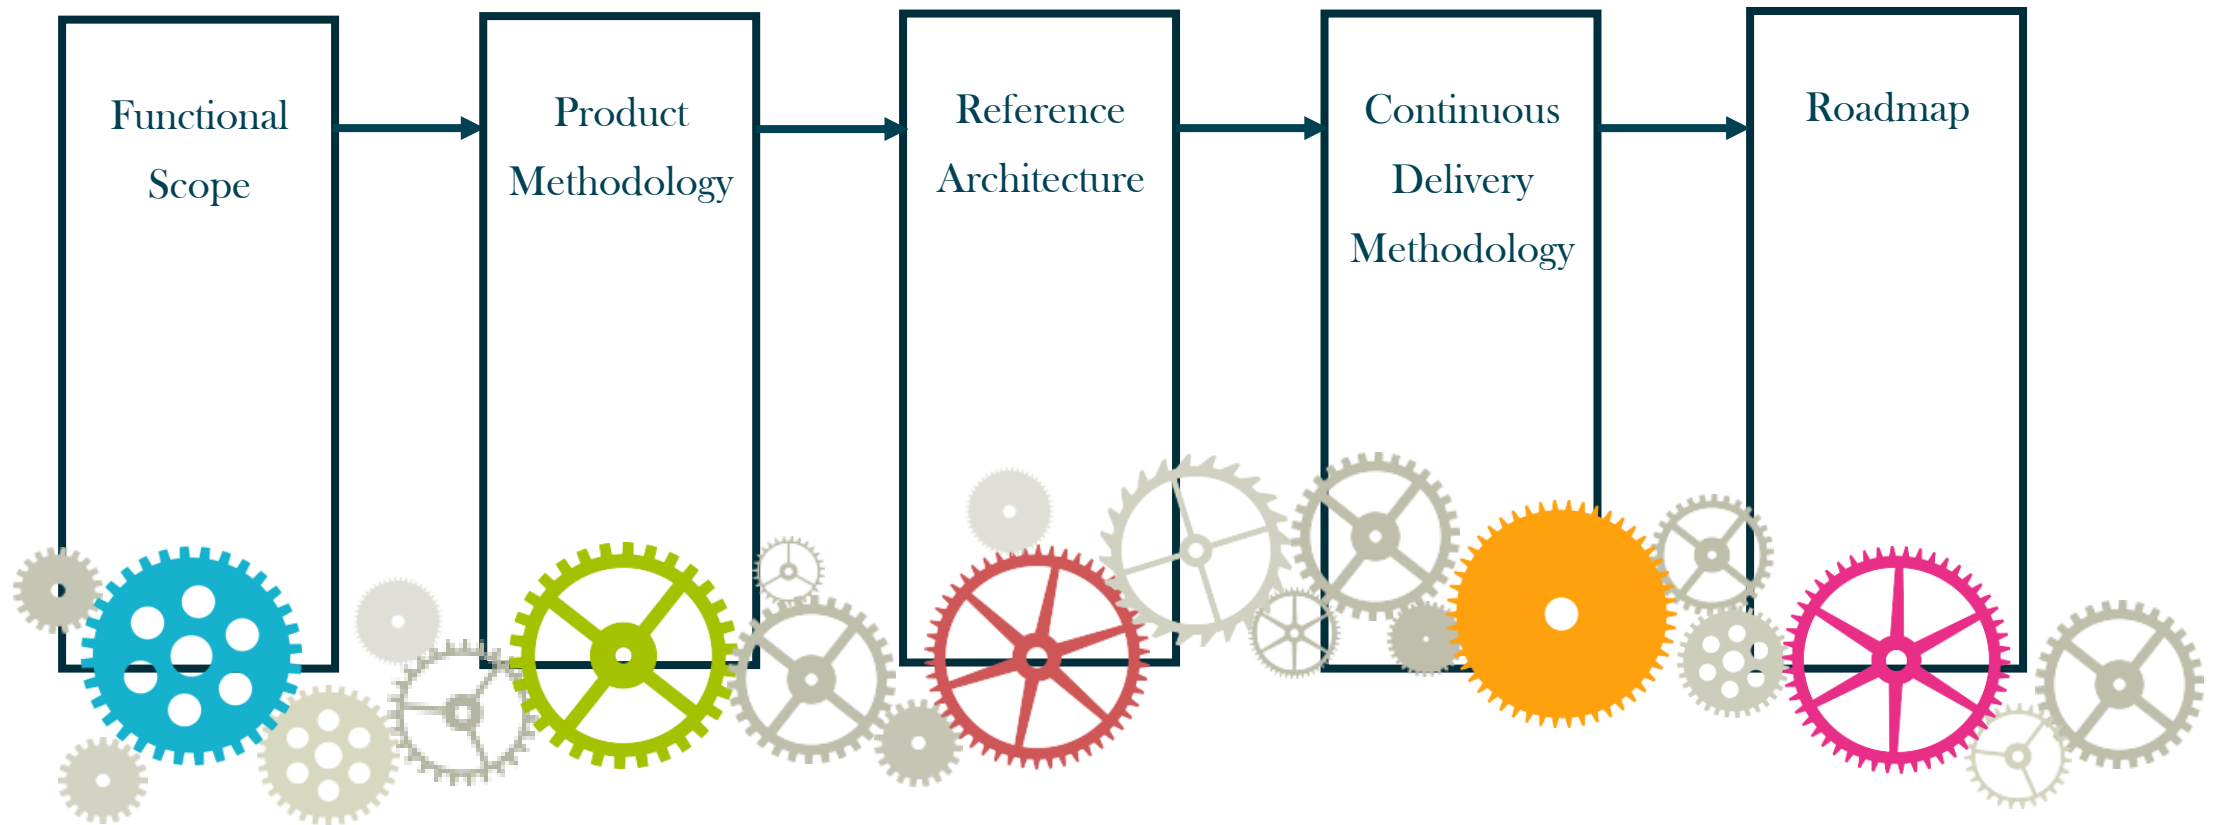 Functional
Scope
Product
Methodology
Reference
Architecture
Continuous
Delivery
Methodology
Roadmap